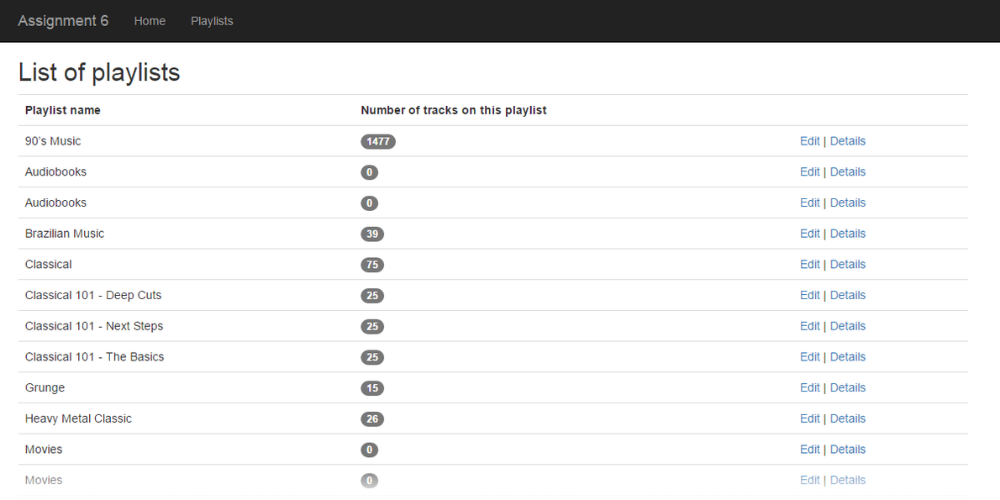 Assignment 6 Home Playlists
List of playlists
Playlist name Number of tracks on this playlist
90's Music 1477 Edit | Details
Audiobooks 0 Edit | Details
Audiobooks 0 Edit | Details
Brazilian Music 39 Edit | Details
Classical 75 Edit | Details
Classical 101 - Deep Cuts 25 Edit | Details
Classical 101 - Next Steps 25 Edit | Details
Classical 101 - The Basics 25 Edit | Details
Grunge 15 Edit | Details
Heavy Metal Classic 26 Edit | Details
Movies 0 Edit | Details
Movies 0 Edit | Details